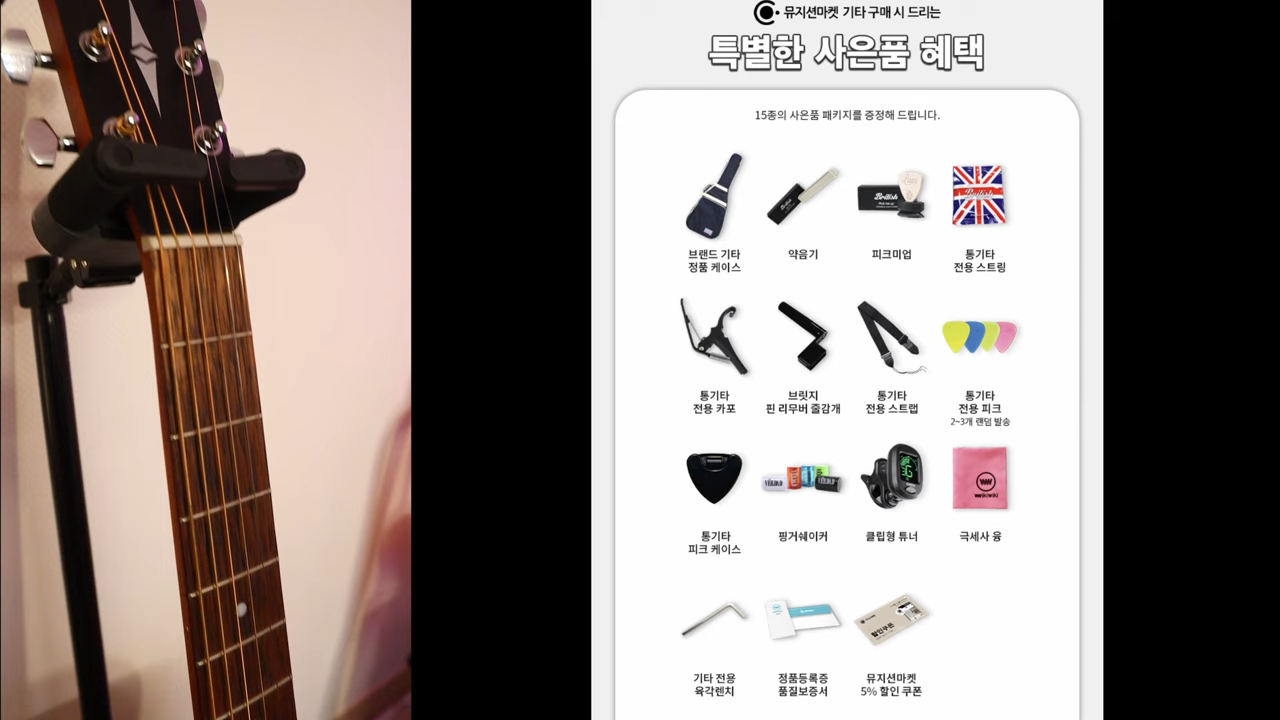 뮤지션마켓 기타 구매 시 드리는
특별한 사은품 혜택
15종의 사은품 패키지를 증정해 드립니다.
브랜드 기타
정품 케이스
약음기
피크미업
통기타
전용 스트링
통기타
전용 카포
브릿지
핀 리무버 줄감개
통기타
전용 스트랩
통기타
전용 피크
2~3개 랜덤 발송
통기타
피크 케이스
핑거쉐이커
클립형 튜너
극세사 융
weikiwiki
기타 전용
육각렌치
정품등록증
품질보증서
할인쿠폰
뮤지션마켓
5% 할인 쿠폰